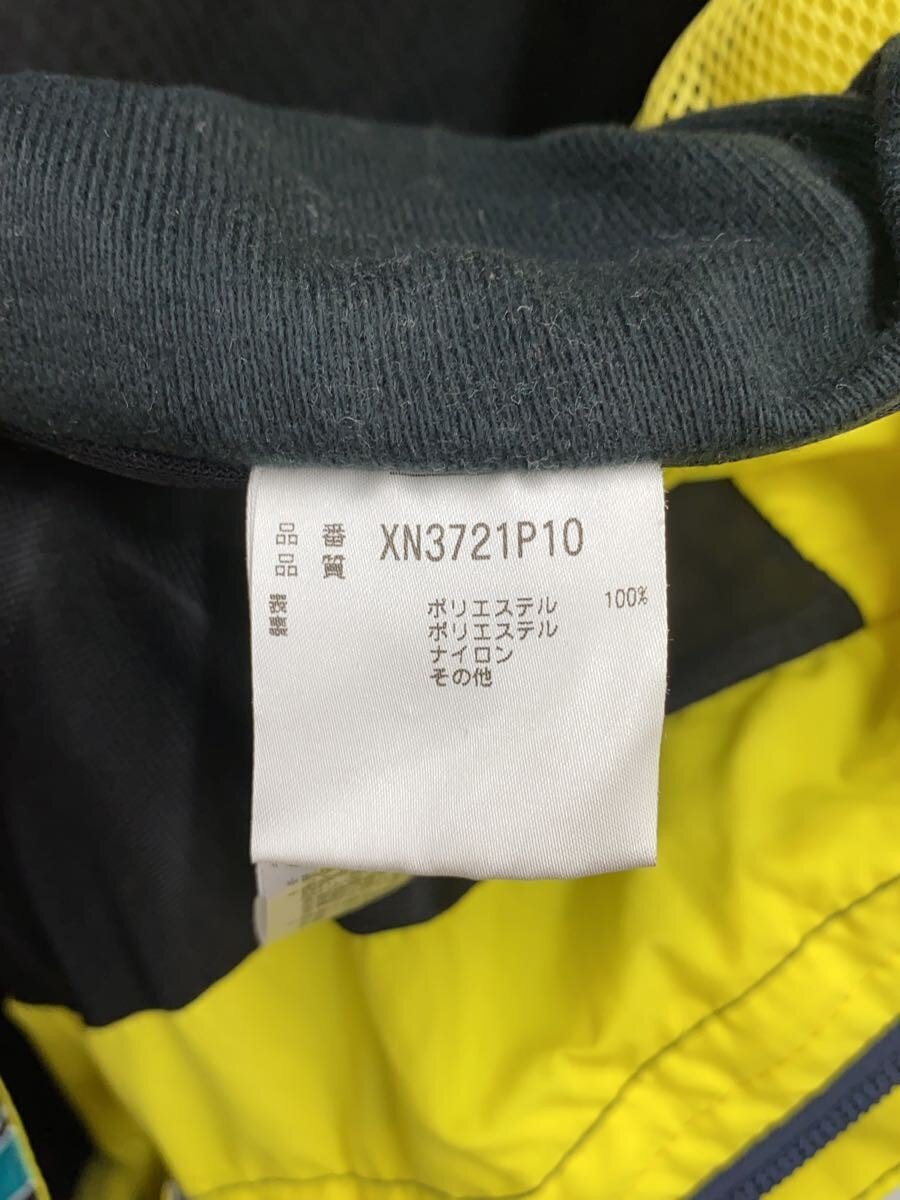 品 番 XN3721P10
品 質
ポリエステル 100%
ポリエステル
ナイロン
その他